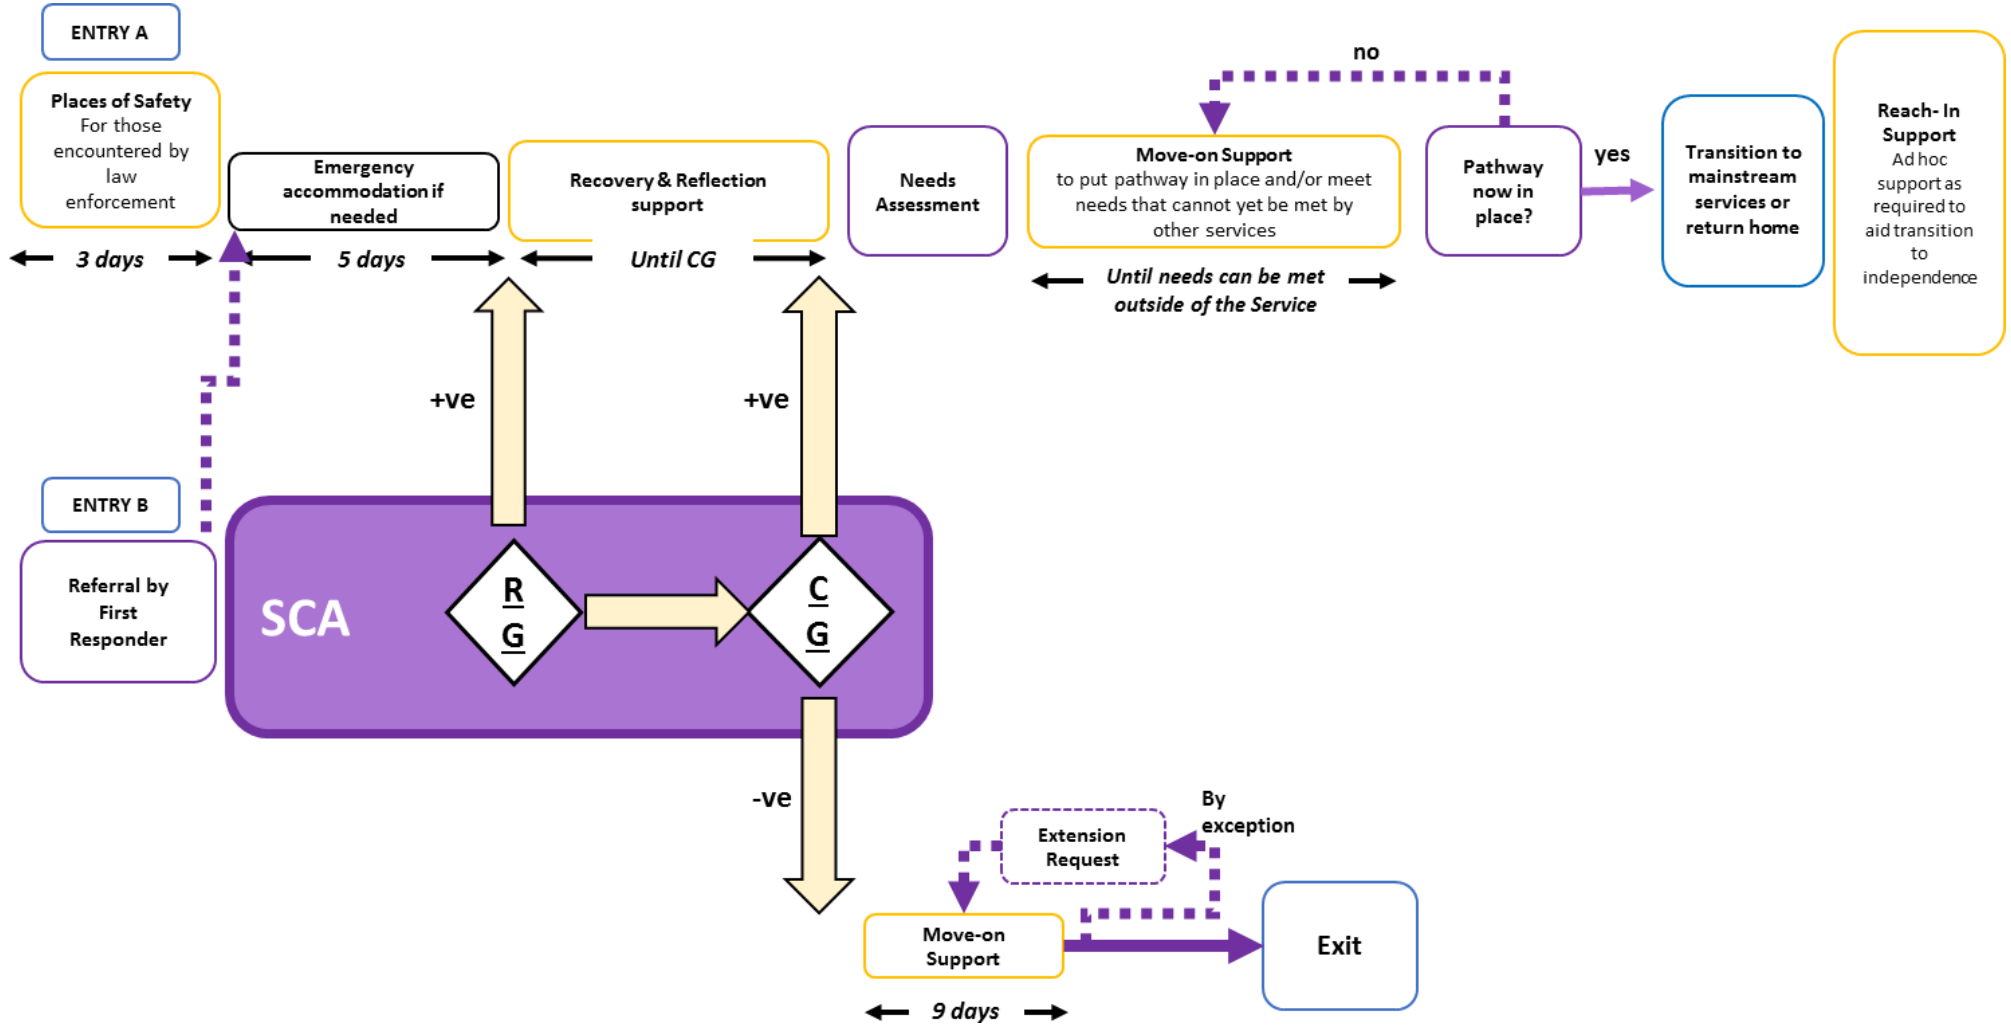 ENTRY A
Places of Safety
For those
encountered by
law
enforcement
3 days
Emergency
accommodation if
needed
5 days
Recovery & Reflection
support
Until CG
Needs
Assessment
no
Move-on Support
to put pathway in place and/or meet
needs that cannot yet be met by
other services
Until needs can be met
outside of the Service
Pathway
now in
place?
yes
Transition to
mainstream
services or
return home
Reach- In
Support
Ad hoc
support as
required to
aid transition
to
independence
+ve
+ve
ENTRY B
Referral by
First
Responder
SCA
R
G
C
G
-ve
By
exception
Extension
Request
Move-on
Support
9 days
Exit